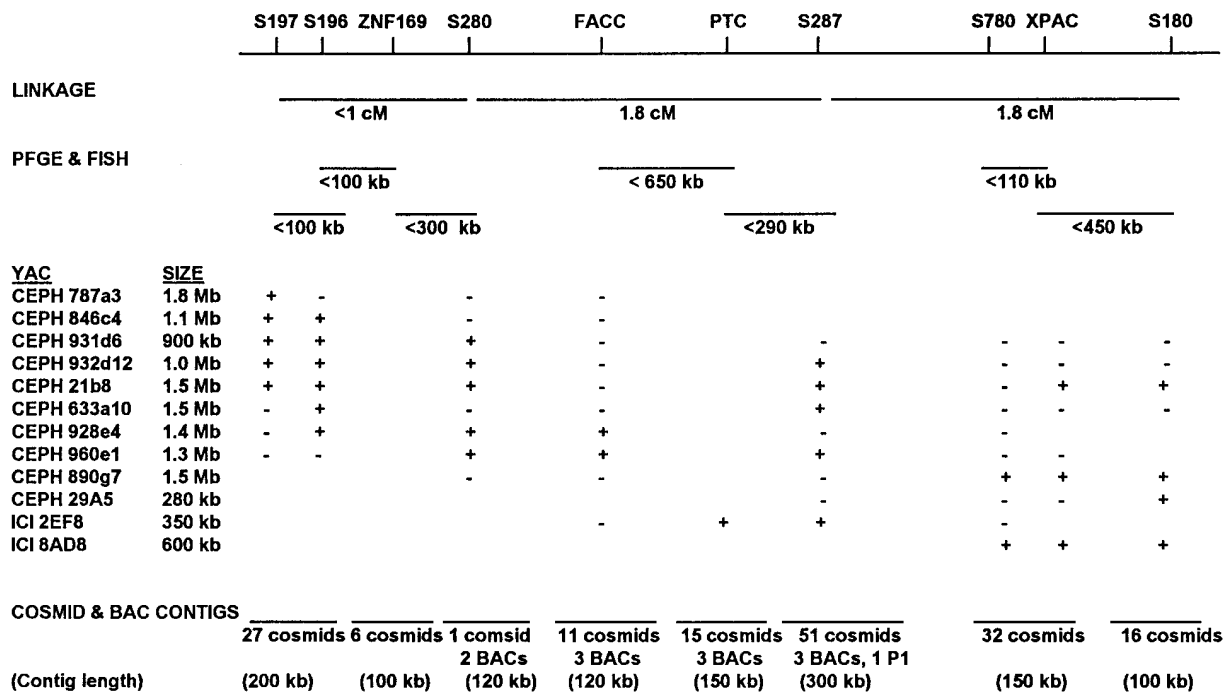 S197 S196 ZNF169 S280 FACC PTC S287 S780 XPAC S180
LINKAGE
<1 cM 1.8 cM 1.8 cM
PFGE & FISH
<100 kb < 650 kb <110 kb
<100 kb <300 kb <290 kb <450 kb
YAC SIZE
CEPH 787a3 1.8 Mb + - - -
CEPH 846c4 1.1 Mb + + - -
CEPH 931d6 900 kb + + + - - - - -
CEPH 932d12 1.0 Mb + + + - + - - -
CEPH 21b8 1.5 Mb + + + - + - + +
CEPH 633a10 1.5 Mb - + - - + - - -
CEPH 928e4 1.4 Mb - + + + - -
CEPH 960e1 1.3 Mb - - + + + - -
CEPH 890g7 1.5 Mb - - - + + +
CEPH 29A5 280 kb - - - +
ICI 2EF8 350 kb - + + -
ICI 8AD8 600 kb + + +
COSMID & BAC CONTIGS
27 cosmids 6 cosmids 1 comsid 11 cosmids 15 cosmids 51 cosmids 32 cosmids 16 cosmids
2 BACs 3 BACs 3 BACs 3 BACs, 1 P1
(Contig length) (200 kb) (100 kb) (120 kb) (120 kb) (150 kb) (300 kb) (150 kb) (100 kb)